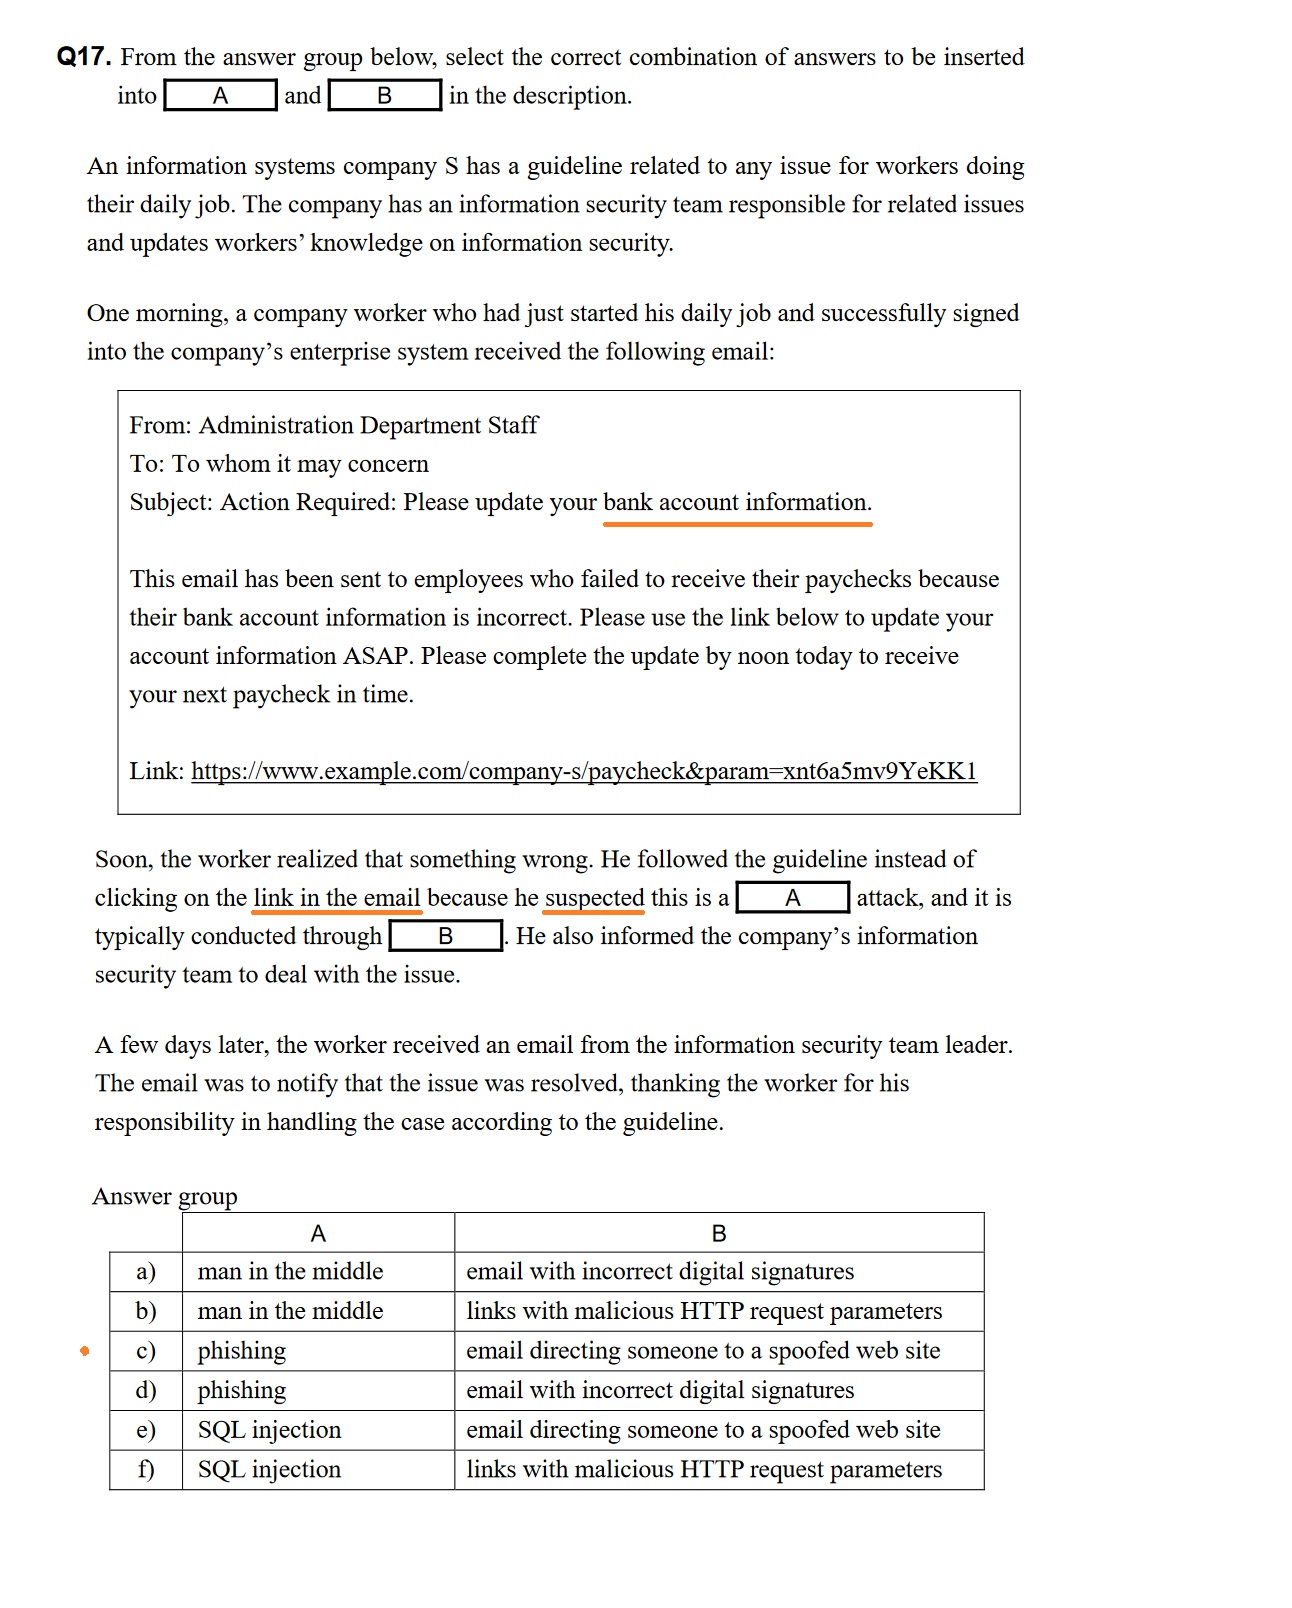 Q17. From the answer group below, select the correct combination of answers to be inserted
into A and B in the description.
An information systems company S has a guideline related to any issue for workers doing
their daily job. The company has an information security team responsible for related issues
and updates workers’ knowledge on information security.
One morning, a company worker who had just started his daily job and successfully signed
into the company’s enterprise system received the following email:
From: Administration Department Staff
To: To whom it may concern
Subject: Action Required: Please update your bank account information.
This email has been sent to employees who failed to receive their paychecks because
their bank account information is incorrect. Please use the link below to update your
account information ASAP. Please complete the update by noon today to receive
your next paycheck in time.
Link: https://www.example.com/company-s/paycheck&param=xnt6a5mv9YeKK1
Soon, the worker realized that something wrong. He followed the guideline instead of
clicking on the link in the email because he suspected this is a A attack, and it is
typically conducted through B. He also informed the company’s information
security team to deal with the issue.
A few days later, the worker received an email from the information security team leader.
The email was to notify that the issue was resolved, thanking the worker for his
responsibility in handling the case according to the guideline.
Answer group
A B
a) man in the middle email with incorrect digital signatures
b) man in the middle links with malicious HTTP request parameters
c) phishing email directing someone to a spoofed web site
d) phishing email with incorrect digital signatures
e) SQL injection email directing someone to a spoofed web site
f) SQL injection links with malicious HTTP request parameters